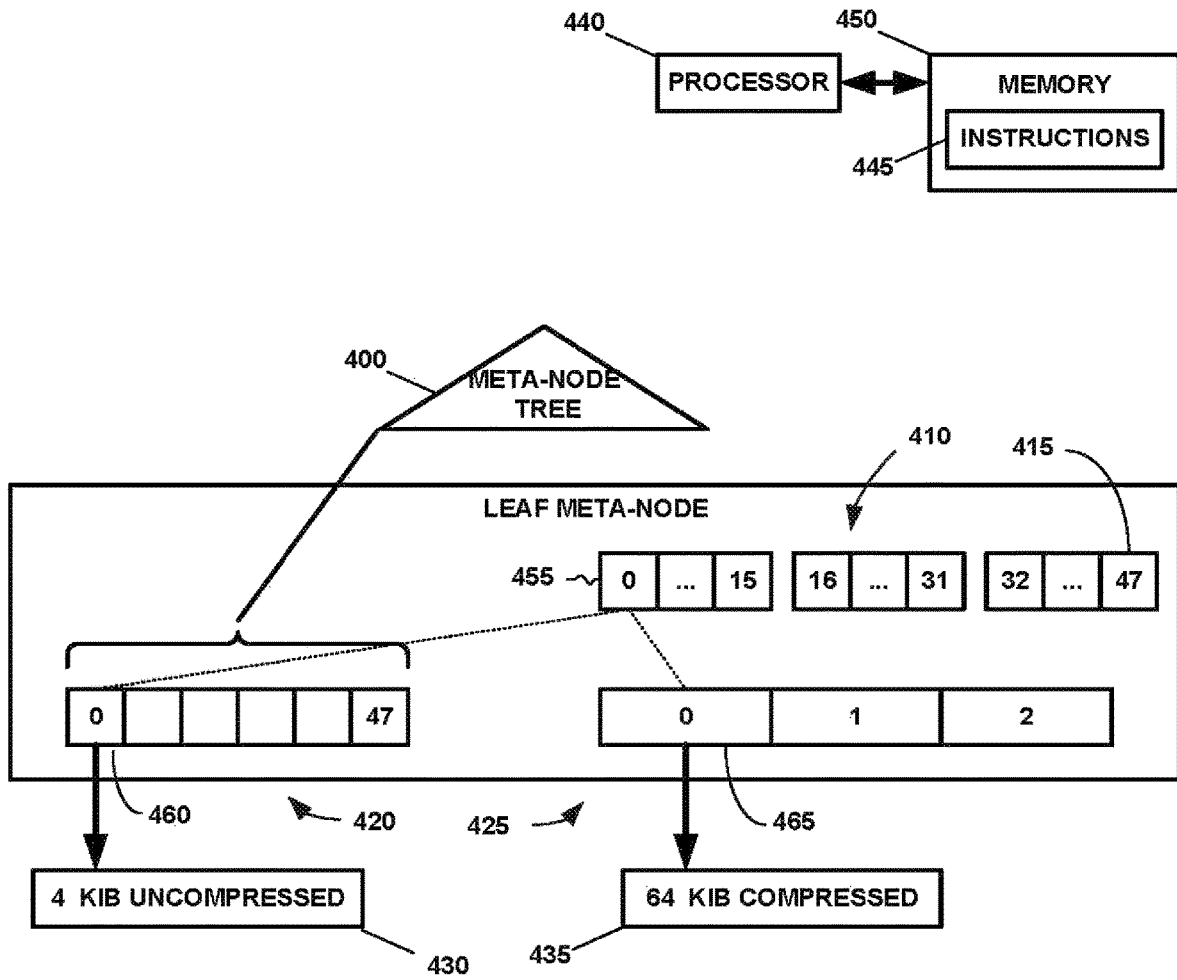 440
450
PROCESSOR
MEMORY
INSTRUCTIONS
445
400
META-NODE
TREE
410
415
LEAF META-NODE
455
0 ... 15 16 ... 31 32 ... 47
0 47
0 1 2
460
420
425
465
4 KIB UNCOMPRESSED
64 KIB COMPRESSED
430
435